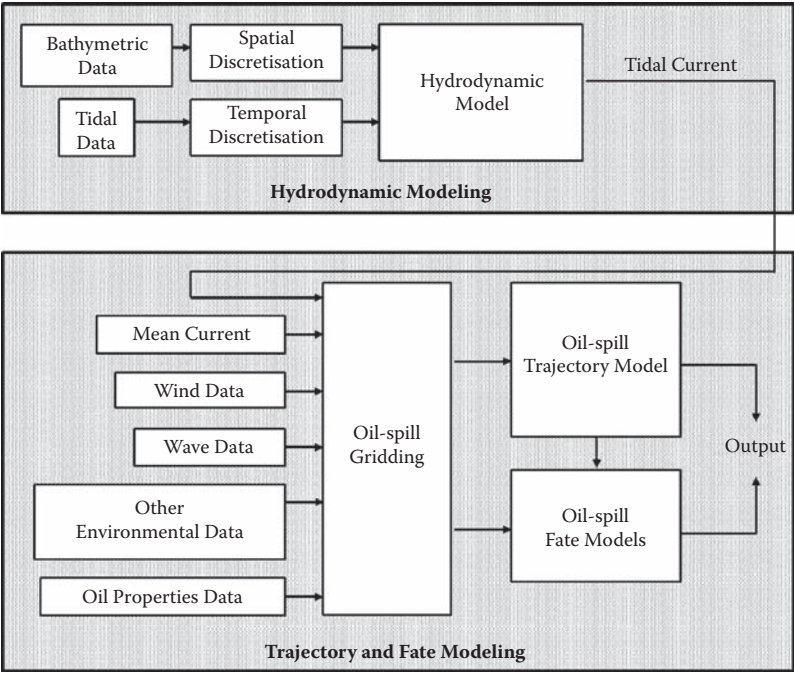 Bathymetric
Data
Spatial
Discretisation
Tidal
Data
Temporal
Discretisation
Hydrodynamic
Model
Tidal Current
Hydrodynamic Modeling
Mean Current
Wind Data
Wave Data
Other
Environmental Data
Oil Properties Data
Oil-spill
Gridding
Oil-spill
Trajectory Model
Oil-spill
Fate Models
Output
Trajectory and Fate Modeling